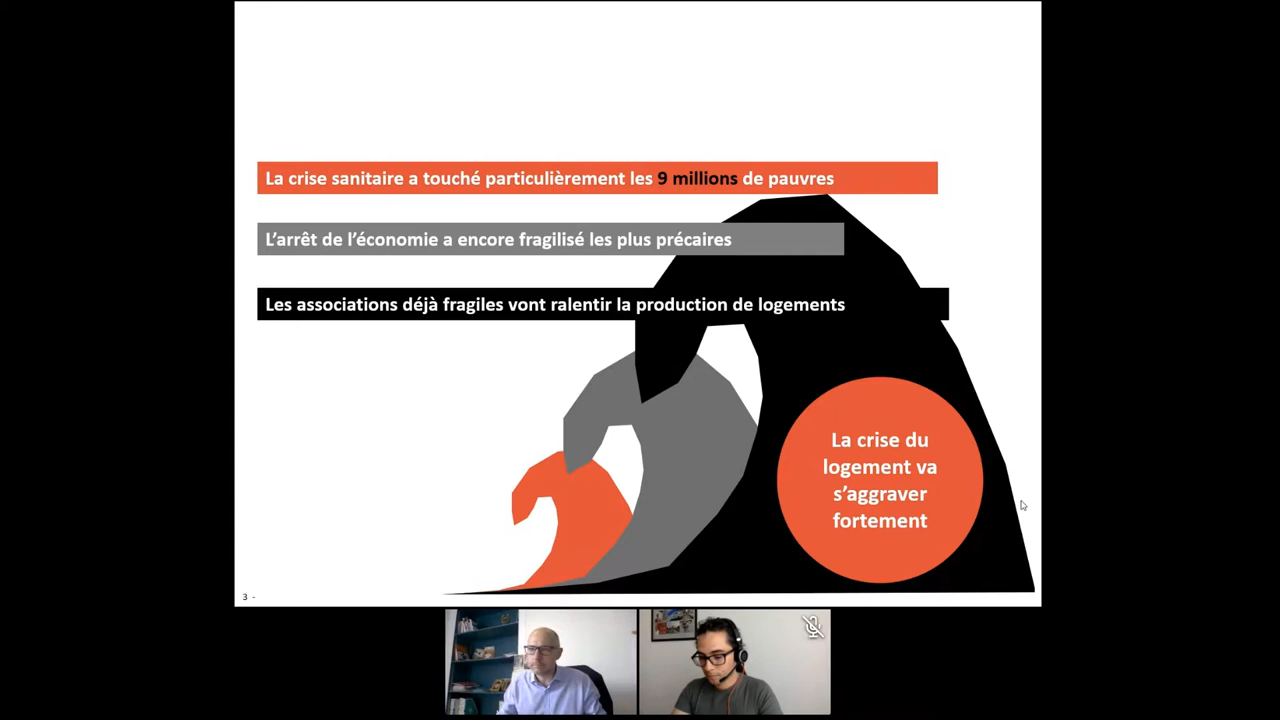 La crise sanitaire a touché particulièrement les 9 millions de pauvres
L’arrêt de l’économie a encore fragilisé les plus précaires
Les associations déjà fragiles vont ralentir la production de logements
La crise du
logement va
s’aggraver
fortement
3 -